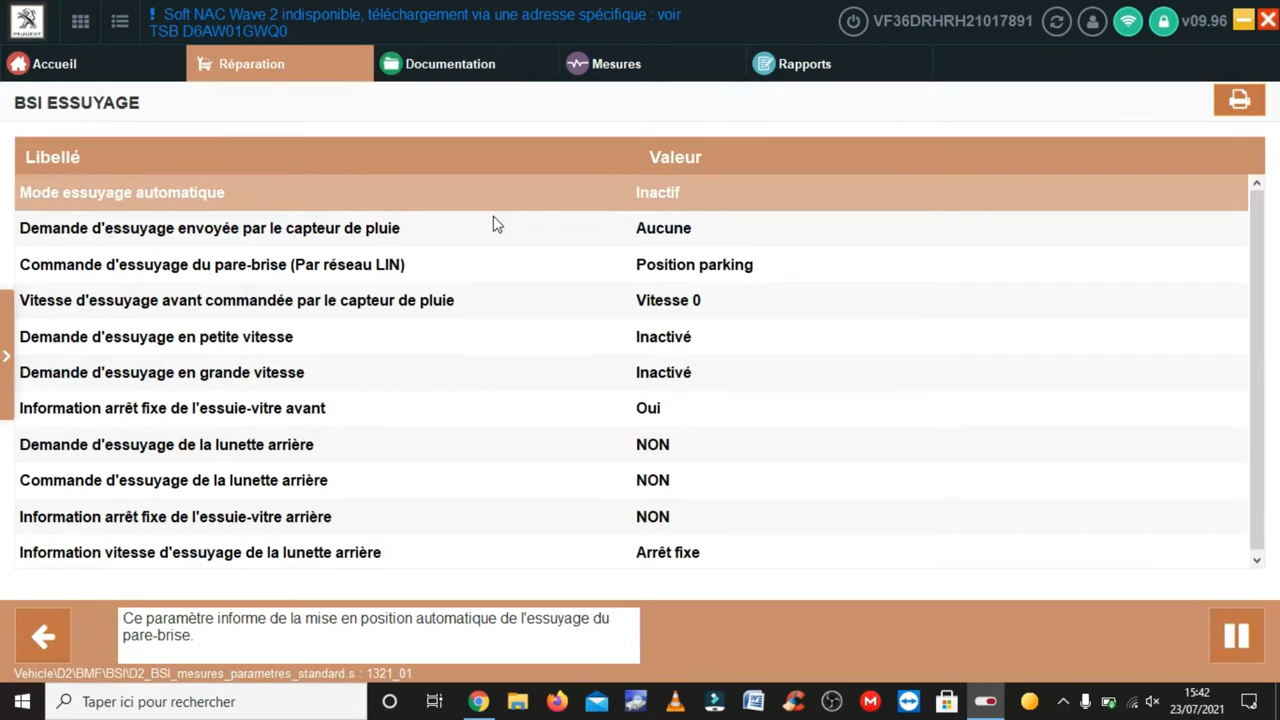 PEUGEOT
! Soft NAC Wave 2 indisponible, téléchargement via une adresse spécifique : voir
TSB D6AW01GWQ0
VF36DRHRH21017891
v09.96
Accueil
Réparation
Documentation
Mesures
Rapports
BSI ESSUYAGE
Libellé Valeur
Mode essuyage automatique Inactif
Demande d'essuyage envoyée par le capteur de pluie Aucune
Commande d'essuyage du pare-brise (Par réseau LIN) Position parking
Vitesse d'essuyage avant commandée par le capteur de pluie Vitesse 0
Demande d'essuyage en petite vitesse Inactivé
Demande d'essuyage en grande vitesse Inactivé
Information arrêt fixe de l'essuie-vitre avant Oui
Demande d'essuyage de la lunette arrière NON
Commande d'essuyage de la lunette arrière NON
Information arrêt fixe de l'essuie-vitre arrière NON
Information vitesse d'essuyage de la lunette arrière Arrêt fixe
Ce paramètre informe de la mise en position automatique de l'essuyage du
pare-brise.
Vehicle\D2\BMF\BSI\D2_BSI_mesures_parametres_standard.s : 1321_01
Taper ici pour rechercher
15:42
23/07/2021